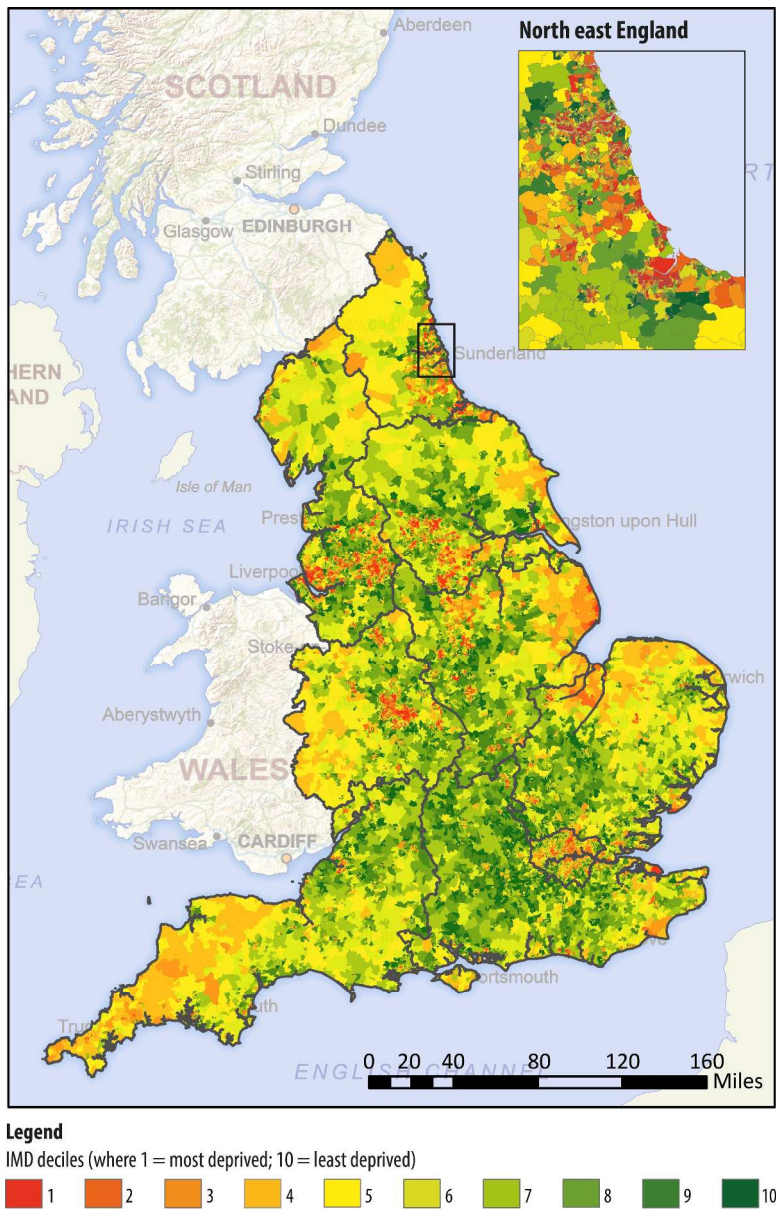 North east England
Aberdeen
SCOTLAND
Dundee
Stirling
EDINBURGH
Glasgow
RT
Sunderland
HERN
AND
Isle of Man
IRISH SEA
Prest
ngston upon Hull
Liverpoo
Bangor
Stoke
rwich
Aberystwyth
WALES
Swansea
CARDIFF
EA
ortsmouth
uth
Tru
ENGLISH CHANNEL
0 20 40 80 120 160
Miles
Legend
IMD deciles (where 1 = most deprived; 10 = least deprived)
1 2 3 4 5 6 7 8 9 10